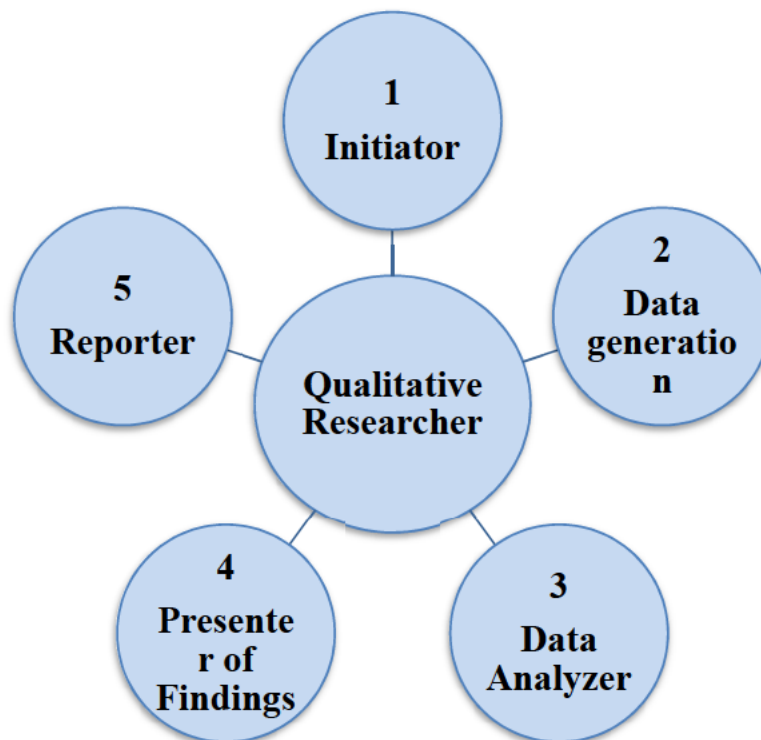 1
Initiator
2
Data
generatio
n
3
Data
Analyzer
4
Presente
r of
Findings
5
Reporter
Qualitative
Researcher